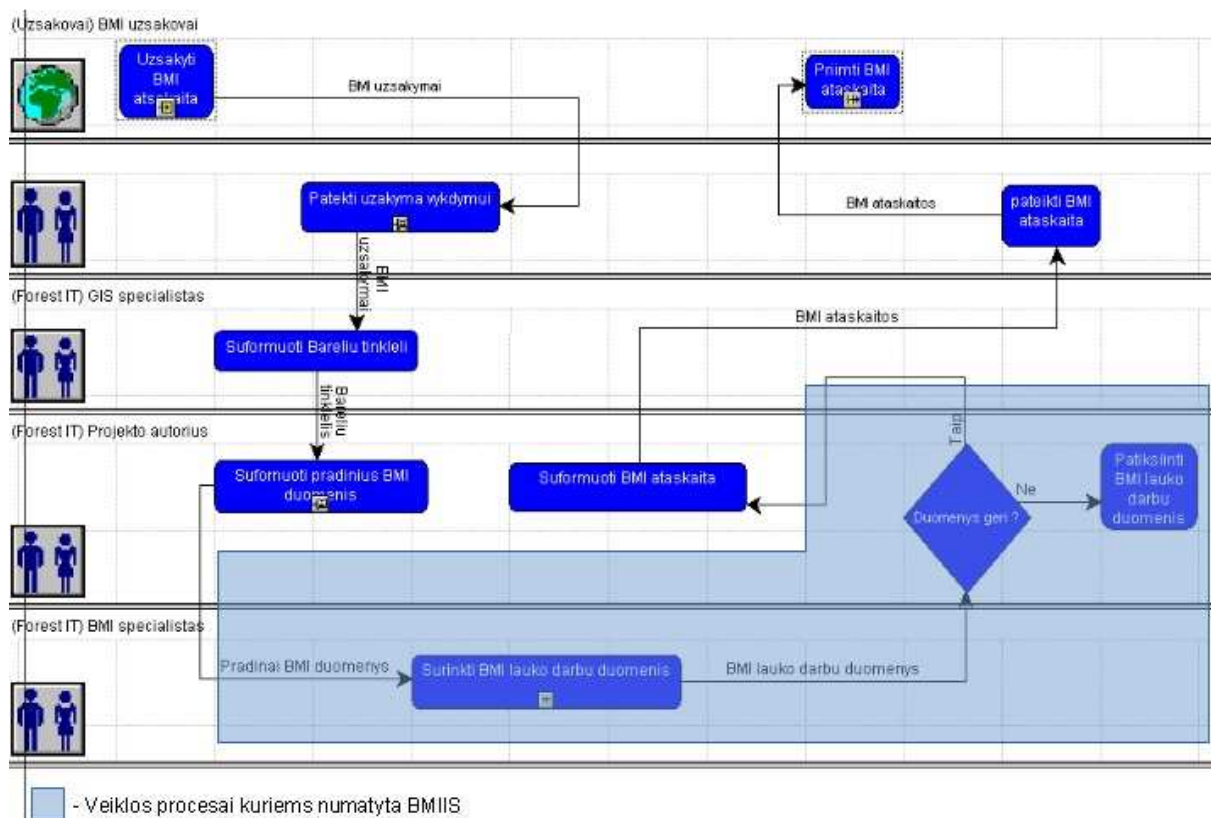 (Uzsakovai) BMI uzsakovai
Uzsakyti
BMI
atsskaita
BMI uzsakymai
Priimti BMI
ataskaita
Patekti uzakyma vykdymui
BMI ataskaitos
pateikti BMI
ataskaita
BMI
uzsakymai
(Forest IT) GIS specialistas
Suformuoti Bareliu tinkleli
BMI ataskaitos
Bareliu
tinklelis
(Forest IT) Projekto autorius
Taip
Sufornuoti pradinius BMI
duomenis
Suformuoti BMI ataskaita
Duomenys geri ?
Ne
Patikslinti
BMI lauko
darbu
duomenis
(Forest IT) BMI specialistas
Pradinai BMI duomenys
Surinkti BMI lauko darbu duomenis
BMI lauko darbu duomenys
- Veiklos procesai kuriems numatyta BMIIS